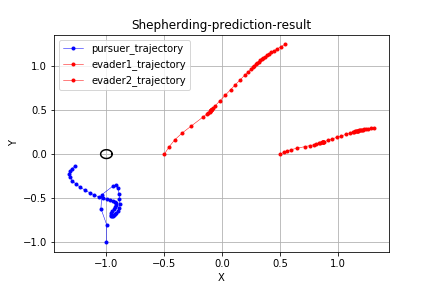 Shepherding-prediction-result
pursuer_trajectory
evader1_trajectory
evader2_trajectory
1.0
0.5
0.0
−0.5
−1.0
Y
−1.0
−0.5
0.0
0.5
1.0
X